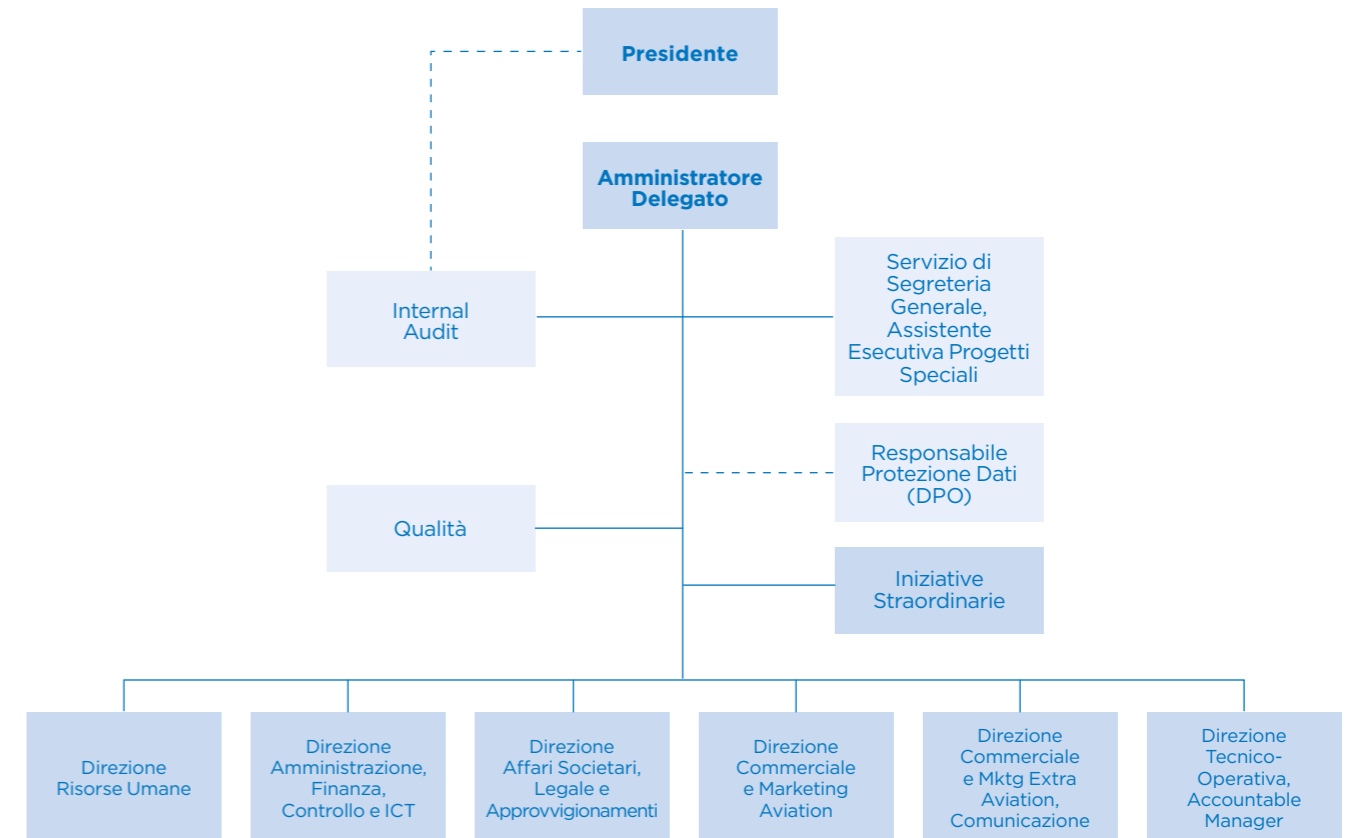 Presidente
Amministratore
Delegato
Internal
Audit
Servizio di
Segreteria
Generale,
Assistente
Esecutiva Progetti
Speciali
Responsabile
Protezione Dati
(DPO)
Qualità
Iniziative
Straordinarie
Direzione
Risorse Umane
Direzione
Amministrazione,
Finanza,
Controllo e ICT
Direzione
Affari Societari,
Legale e
Approvvigionamenti
Direzione
Commerciale
e Marketing
Aviation
Direzione
Commerciale
e Mktg Extra
Aviation,
Comunicazione
Direzione
Tecnico-
Operativa,
Accountable
Manager